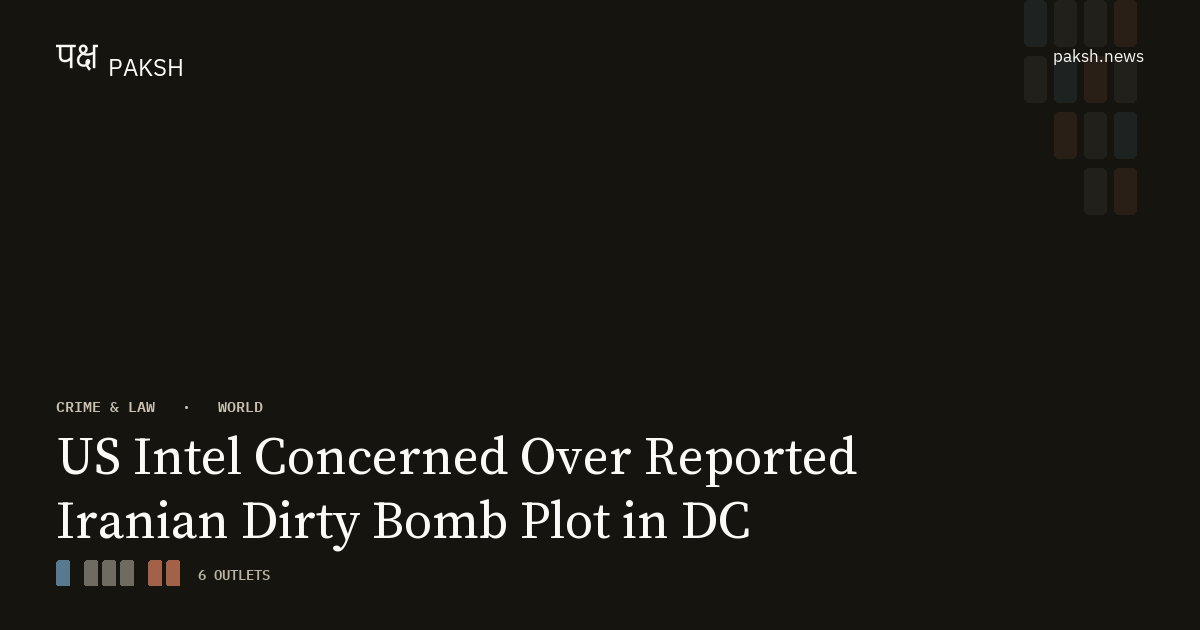 पक्ष PAKSH
paksh.news
CRIME & LAW · WORLD
US Intel Concerned Over Reported
Iranian Dirty Bomb Plot in DC
6 OUTLETS